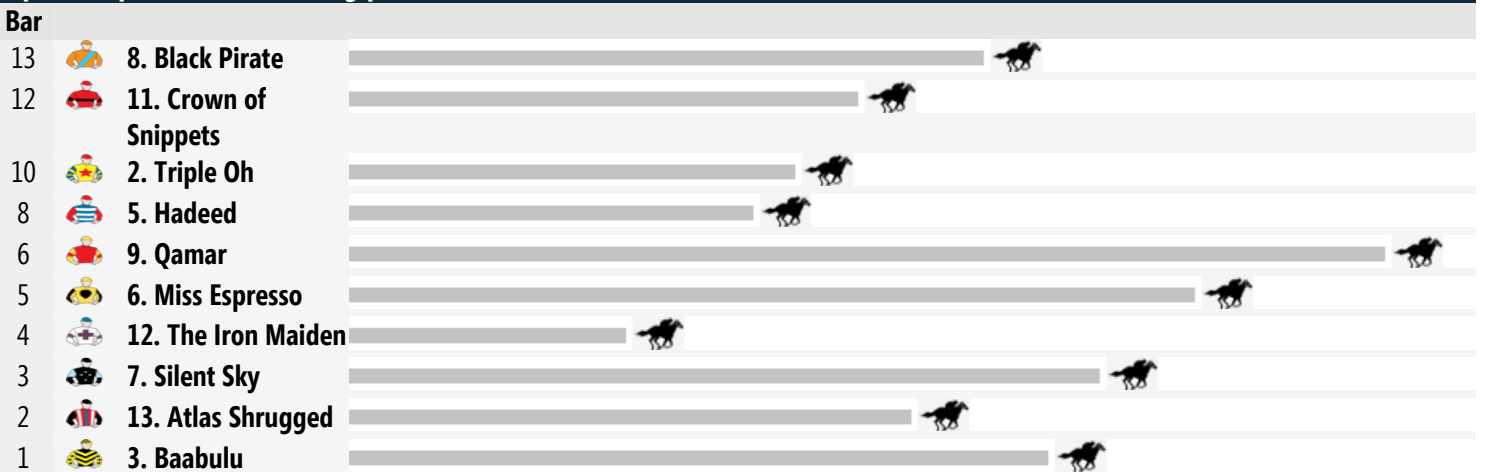 Bar
13 8. Black Pirate
12 11. Crown of
Snippets
10 2. Triple Oh
8 5. Hadeed
6 9. Qamar
5 6. Miss Espresso
4 12. The Iron Maiden
3 7. Silent Sky
2 13. Atlas Shrugged
1 3. Baabulu